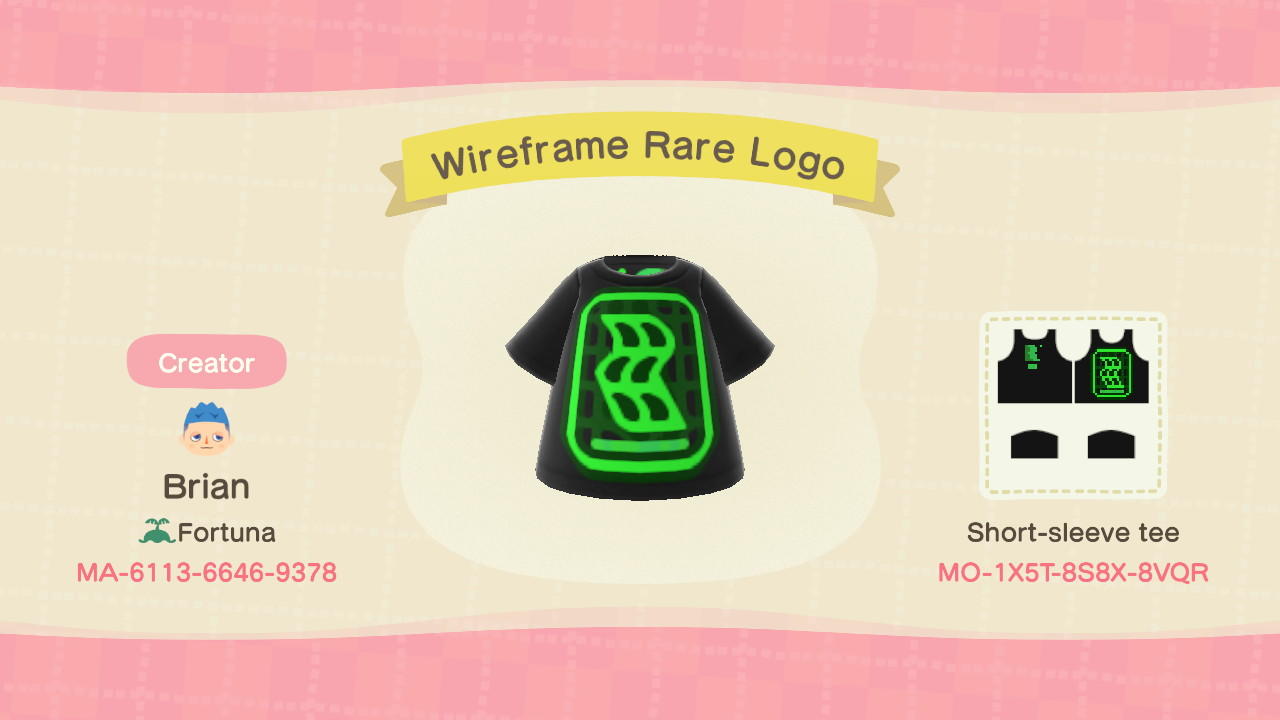 Wireframe Rare Logo
Creator
Brian
Fortuna
MA-6113-6646-9378
Short-sleeve tee
MO-1X5T-8S8X-8VQR